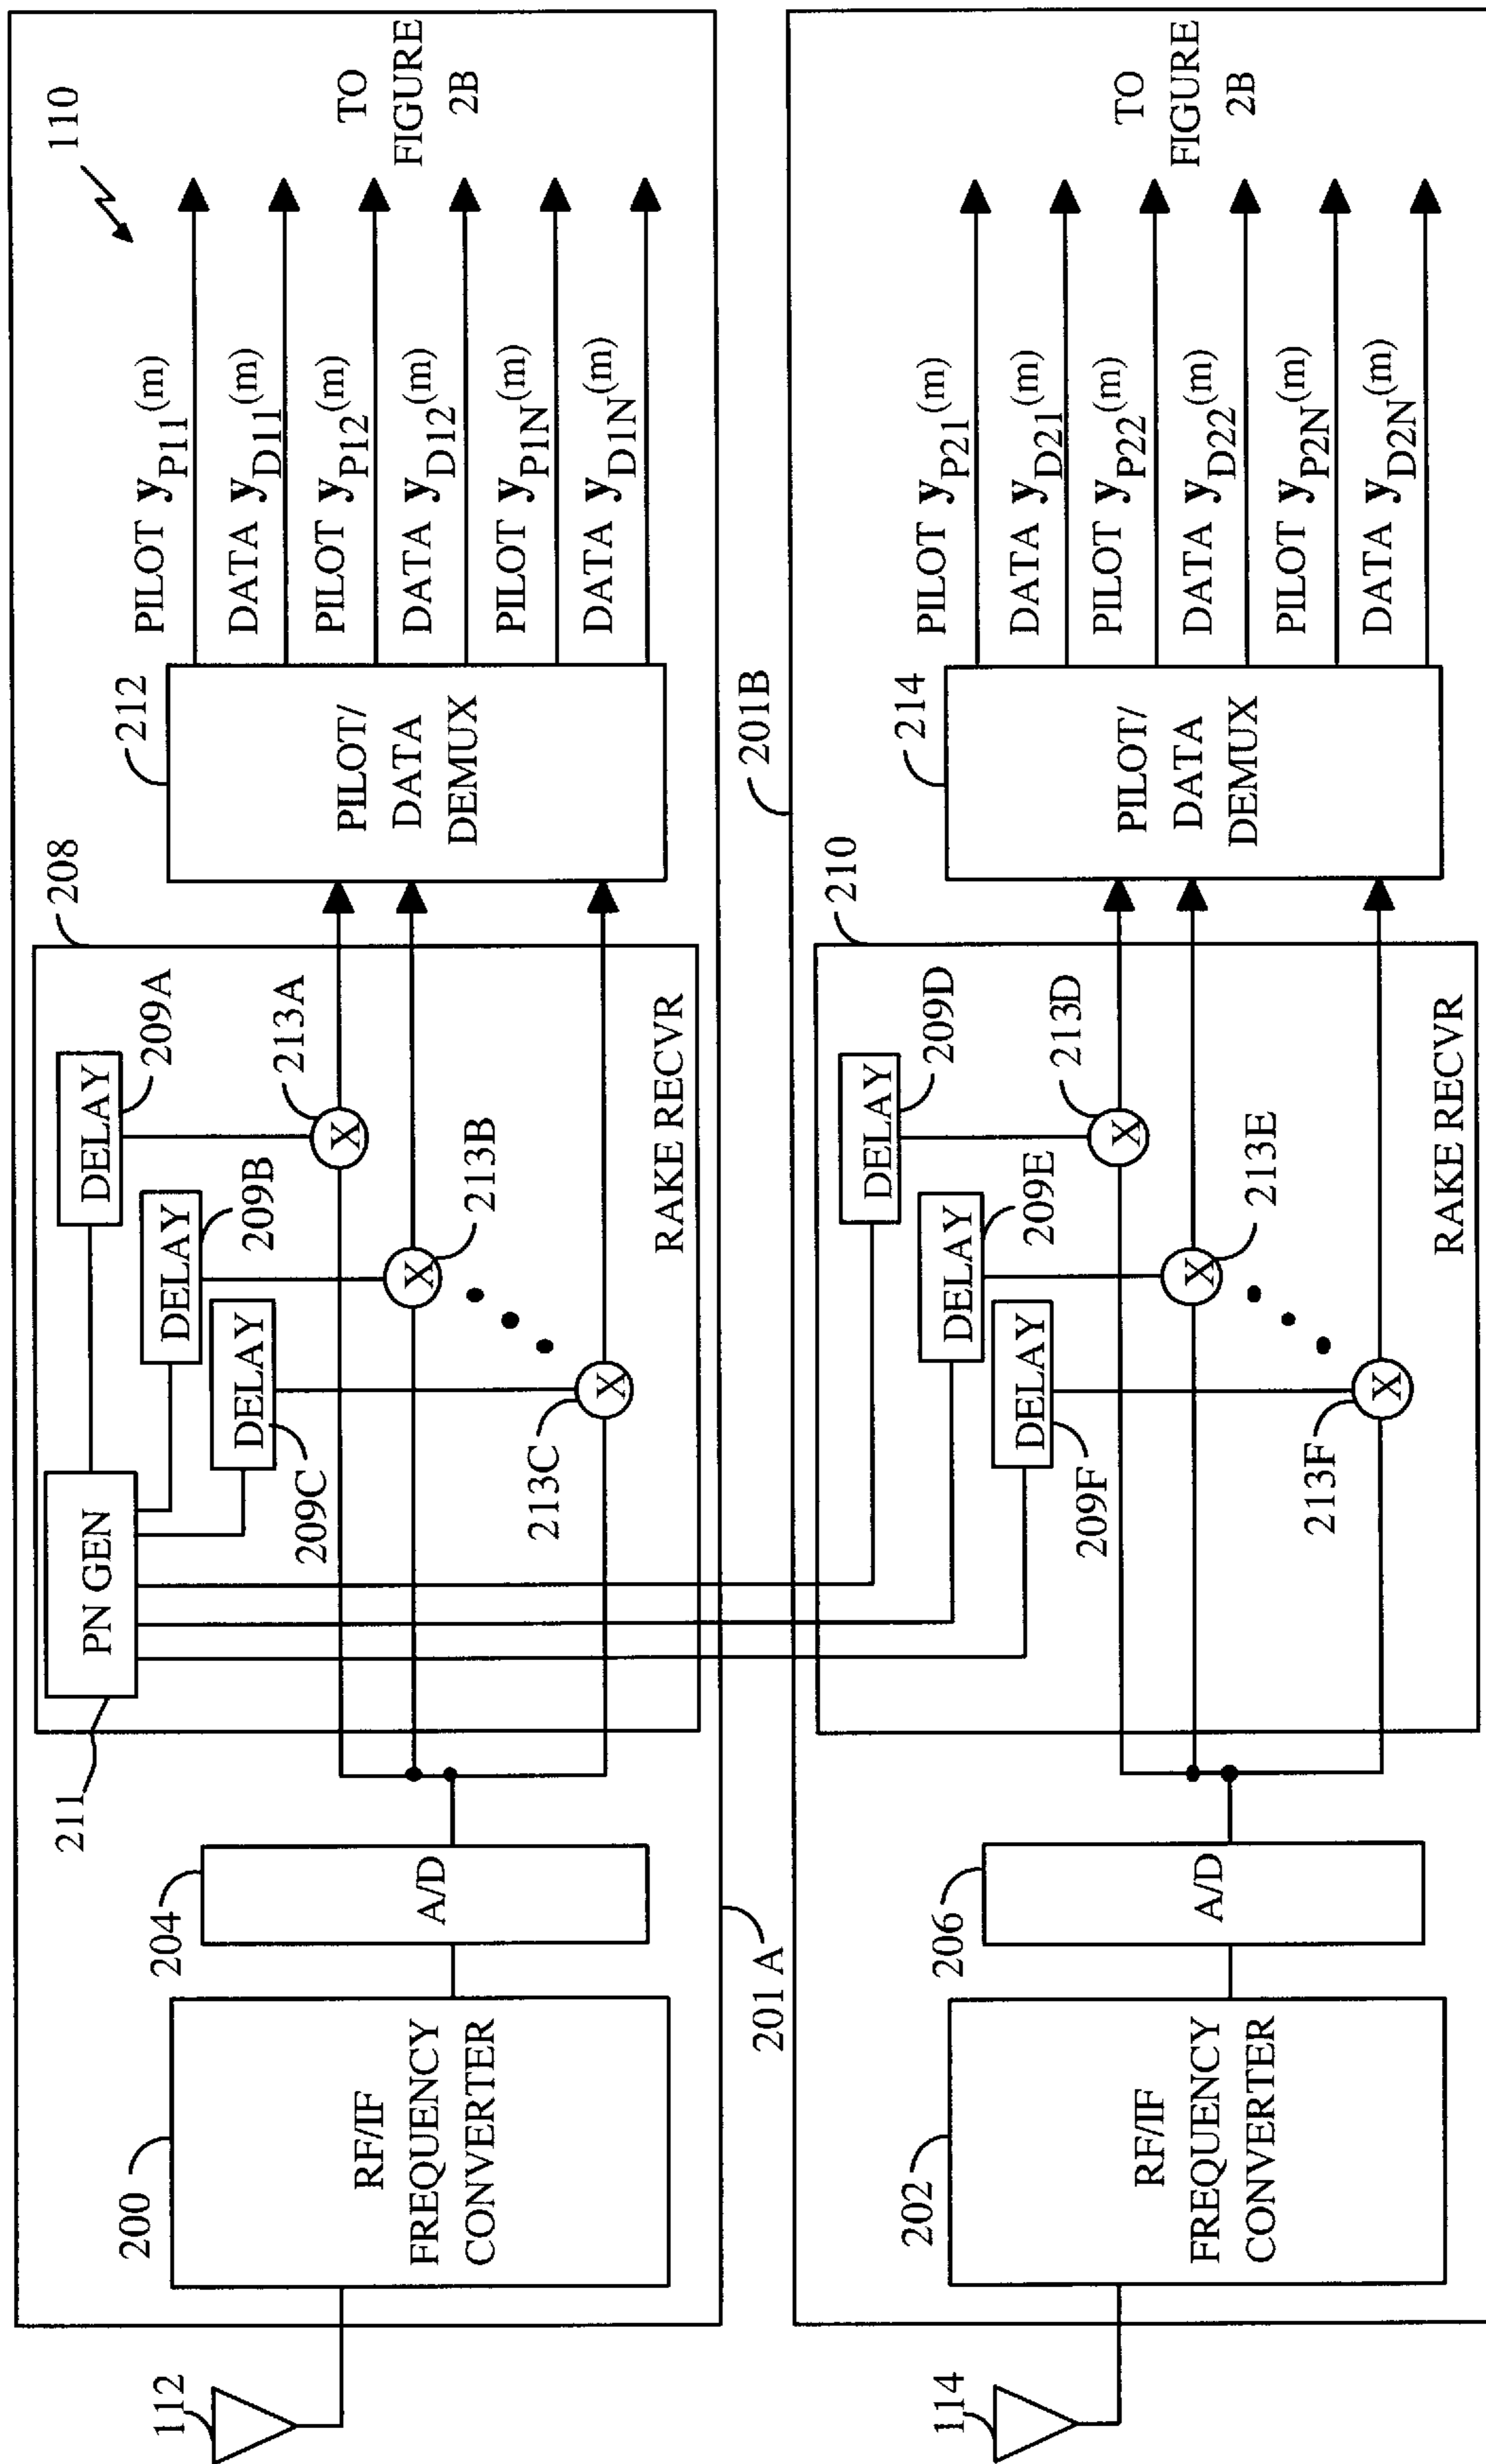 110
112
200
RF/IF
FREQUENCY
CONVERTER
204
A/D
211
PN GEN
208
DELAY
209A
DELAY
209B
DELAY
209C
213A
X
213B
X
213C
X
RAKE RECVR
212
PILOT/
DATA
DEMUX
PILOT yP11(m)
DATA yD11(m)
PILOT yP12(m)
DATA yD12(m)
PILOT yP1N(m)
DATA yD1N(m)
TO
FIGURE
2B
201 A
201B
114
202
RF/IF
FREQUENCY
CONVERTER
206
A/D
210
DELAY
209D
DELAY
209E
DELAY
209F
213D
X
213E
X
213F
X
RAKE RECVR
214
PILOT/
DATA
DEMUX
PILOT yP21(m)
DATA yD21(m)
PILOT yP22(m)
DATA yD22(m)
PILOT yP2N(m)
DATA yD2N(m)
TO
FIGURE
2B